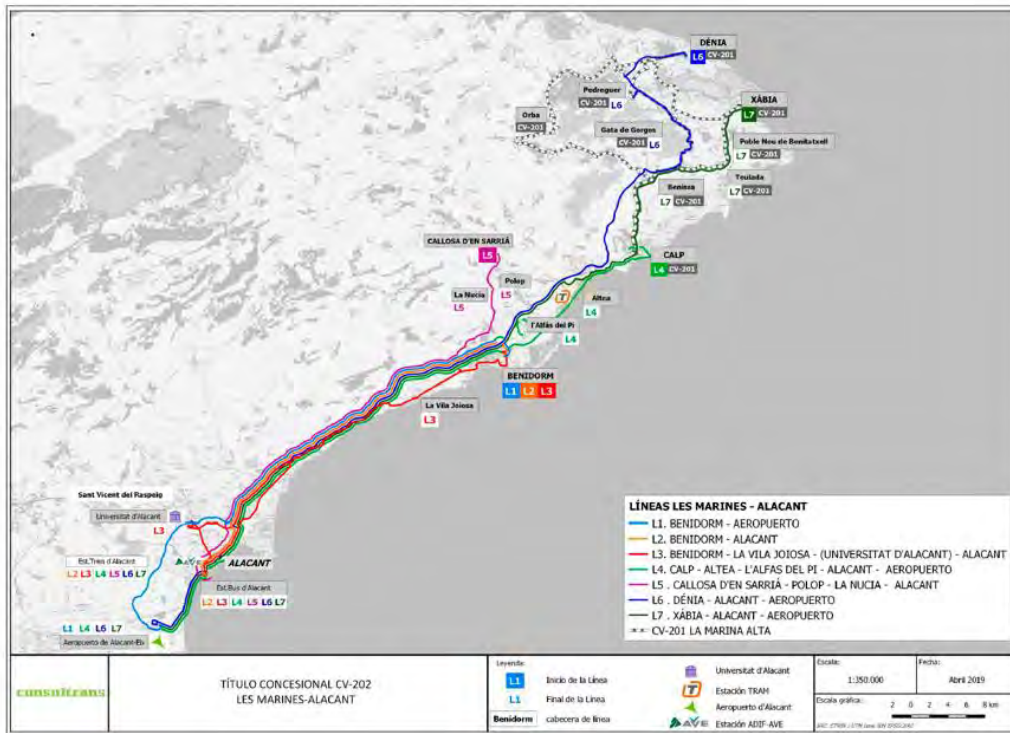 DÉNIA
L6 CV-201
Pedreguer
CV-201 L6
XÀBIA
L7 CV-201
Orba
CV-201
Gata de Gorgos
CV-201 L6
Poble Nou de Benitatxell
L7 CV-201
Benissa
L7 CV-201
Teulada
L7 CV-201
CALLOSA D'EN SARRIÀ
L5
CALP
L4 CV-201
Polop
L5
La Nucia
L5
T
Altea
L4
l'Alfàs del Pi
L4
BENIDORM
L1 L2 L3
La Vila Joiosa
L3
Sant Vicent del Raspeig
Universitat d'Alacant
L3
AVE
ALACANT
Est.Tren d'Alacant
L2 L3 L4 L5 L6 L7
Est.Bus d'Alacant
L2 L3 L4 L5 L6 L7
L1 L4 L6 L7
Aeropuerto de Alacant-Elx
LÍNEAS LES MARINES - ALACANT
L1. BENIDORM - AEROPUERTO
L2. BENIDORM - ALACANT
L3. BENIDORM - LA VILA JOIOSA - (UNIVERSITAT D'ALACANT) - ALACANT
L4. CALP - ALTEA - L'ALFAS DEL PI - ALACANT - AEROPUERTO
L5 . CALLOSA D'EN SARRIÁ - POLOP - LA NUCIA - ALACANT
L6 . DÉNIA - ALACANT - AEROPUERTO
L7 . XÀBIA - ALACANT - AEROPUERTO
CV-201 LA MARINA ALTA
consultrans
TÍTULO CONCESIONAL CV-202
LES MARINES-ALACANT
Leyenda:
L1 Inicio de la Línea
L1 Final de la Línea
Benidorm cabecera de línea
Universitat d'Alacant
T Estación TRAM
Aeropuerto d'Alacant
AVE Estación ADIF-AVE
Escala:
1:350.000
Fecha:
Abril 2019
Escala gráfica:
2 0 2 4 6 8 km